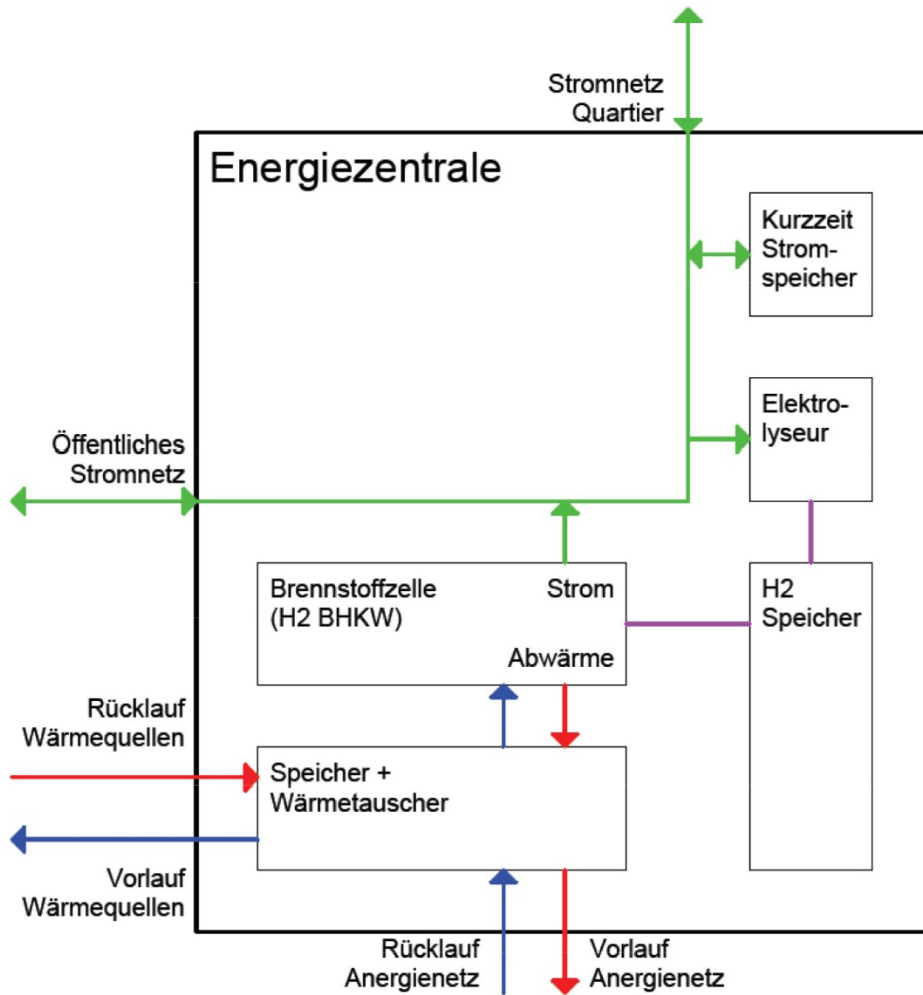 Stromnetz
Quartier
Energiezentrale
Kurzzeit
Strom-
speicher
Elektro-
lyseur
Öffentliches
Stromnetz
Brennstoffzelle
(H2 BHKW)
Strom
Abwärme
H2
Speicher
Rücklauf
Wärmequellen
Speicher +
Wärmetauscher
Vorlauf
Wärmequellen
Rücklauf
Anergienetz
Vorlauf
Anergienetz